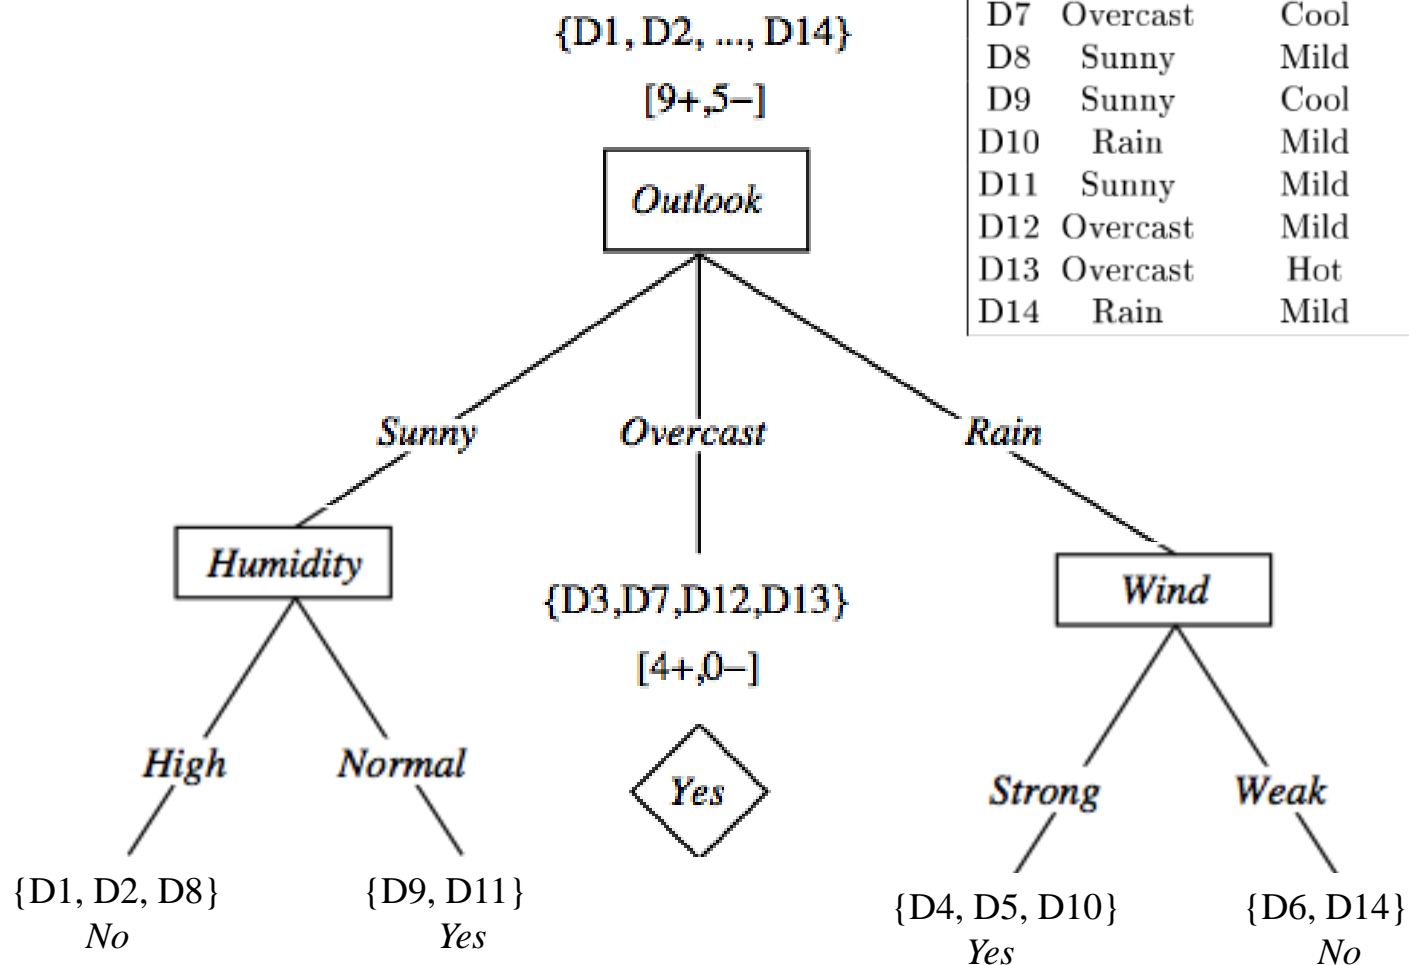 {D1, D2, ..., D14}
[9+,5−]
Outlook
D7 Overcast Cool
D8 Sunny Mild
D9 Sunny Cool
D10 Rain Mild
D11 Sunny Mild
D12 Overcast Mild
D13 Overcast Hot
D14 Rain Mild
Sunny Overcast Rain
Humidity
Wind
{D3,D7,D12,D13}
[4+,0−]
High Normal
Yes
Strong Weak
{D1, D2, D8} {D9, D11}
No Yes
{D4, D5, D10} {D6, D14}
Yes No